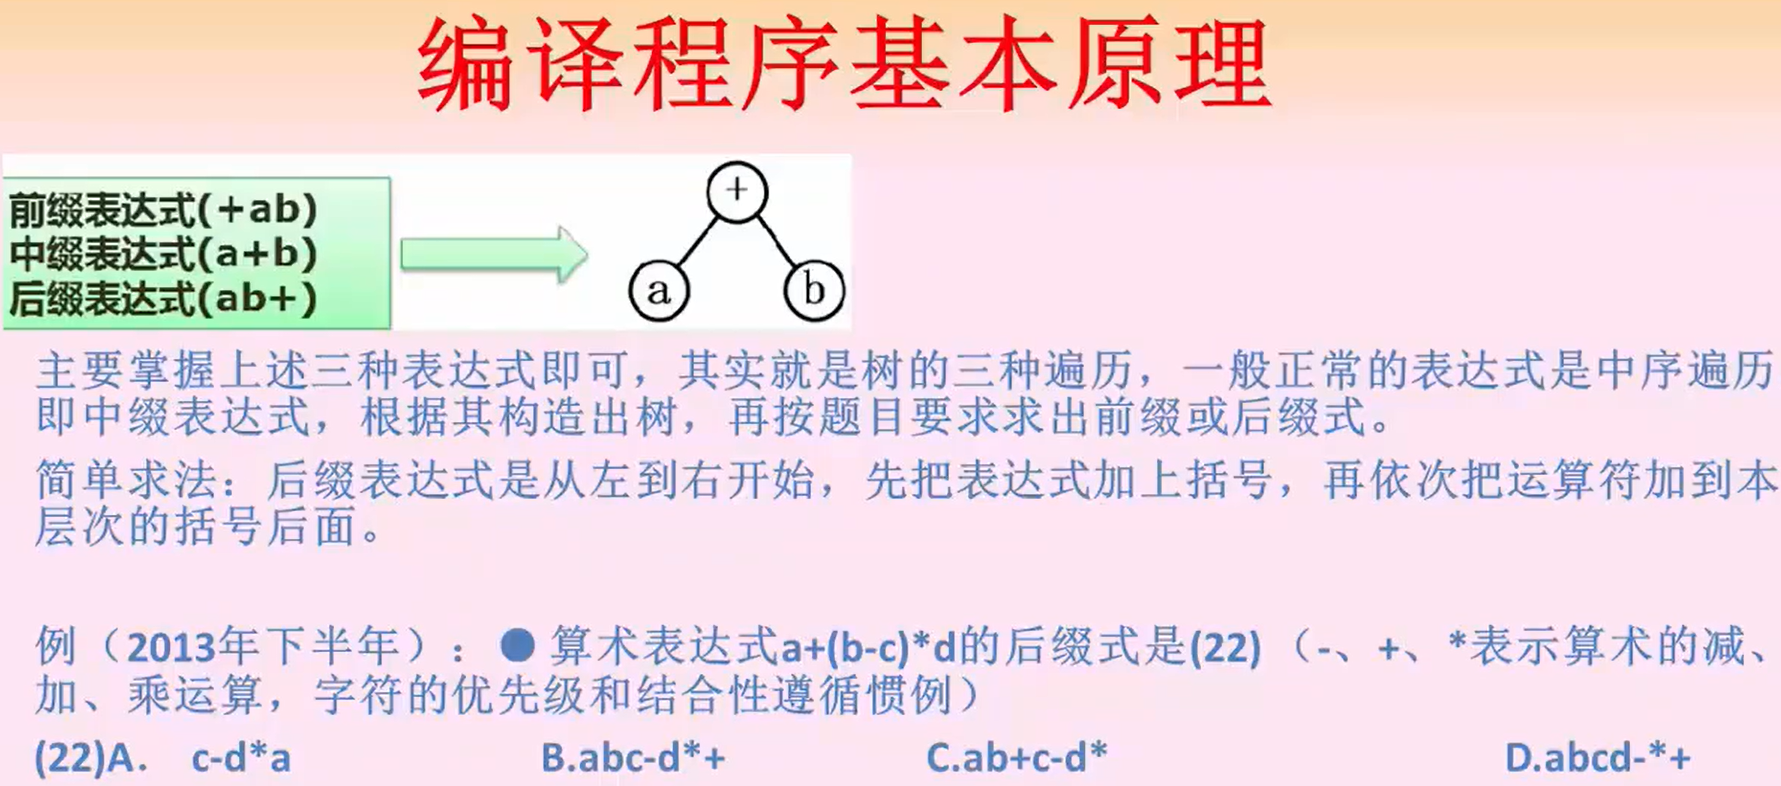 编译程序基本原理
前缀表达式(+ab)
中缀表达式(a+b)
后缀表达式(ab+)
+
a
b
主要掌握上述三种表达式即可，其实就是树的三种遍历，一般正常的表达式是中序遍历
即中缀表达式，根据其构造出树，再按题目要求求出前缀或后缀式。
简单求法：后缀表达式是从左到右开始，先把表达式加上括号，再依次把运算符加到本
层次的括号后面。
例（2013年下半年）：● 算术表达式a+(b-c)*d的后缀式是(22)（-、+、*表示算术的减、
加、乘运算，字符的优先级和结合性遵循惯例）
(22)A. c-d*a B.abc-d*+ C.ab+c-d* D.abcd-*+